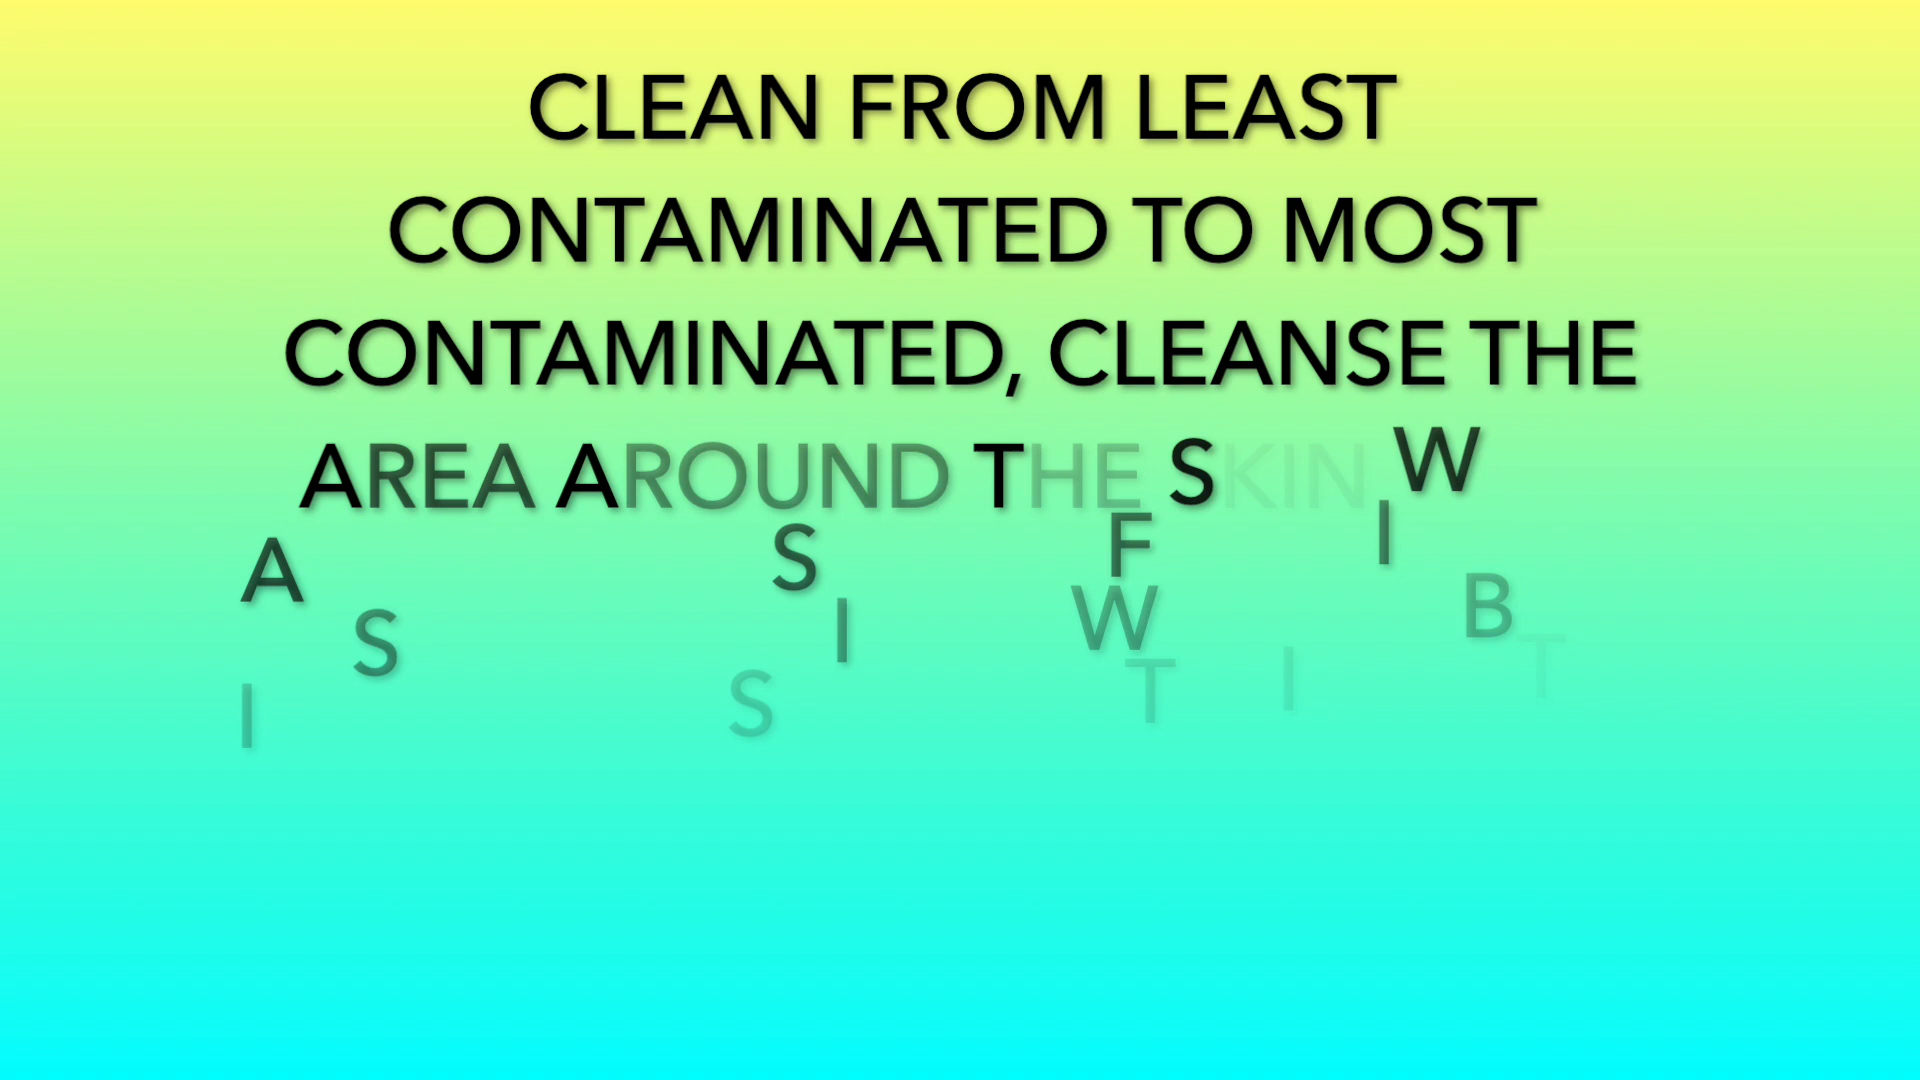 CLEAN FROM LEAST
CONTAMINATED TO MOST
CONTAMINATED, CLEANSE THE
AREA AROUND THE SKIN W
A S F I
S I W B
I S T I T